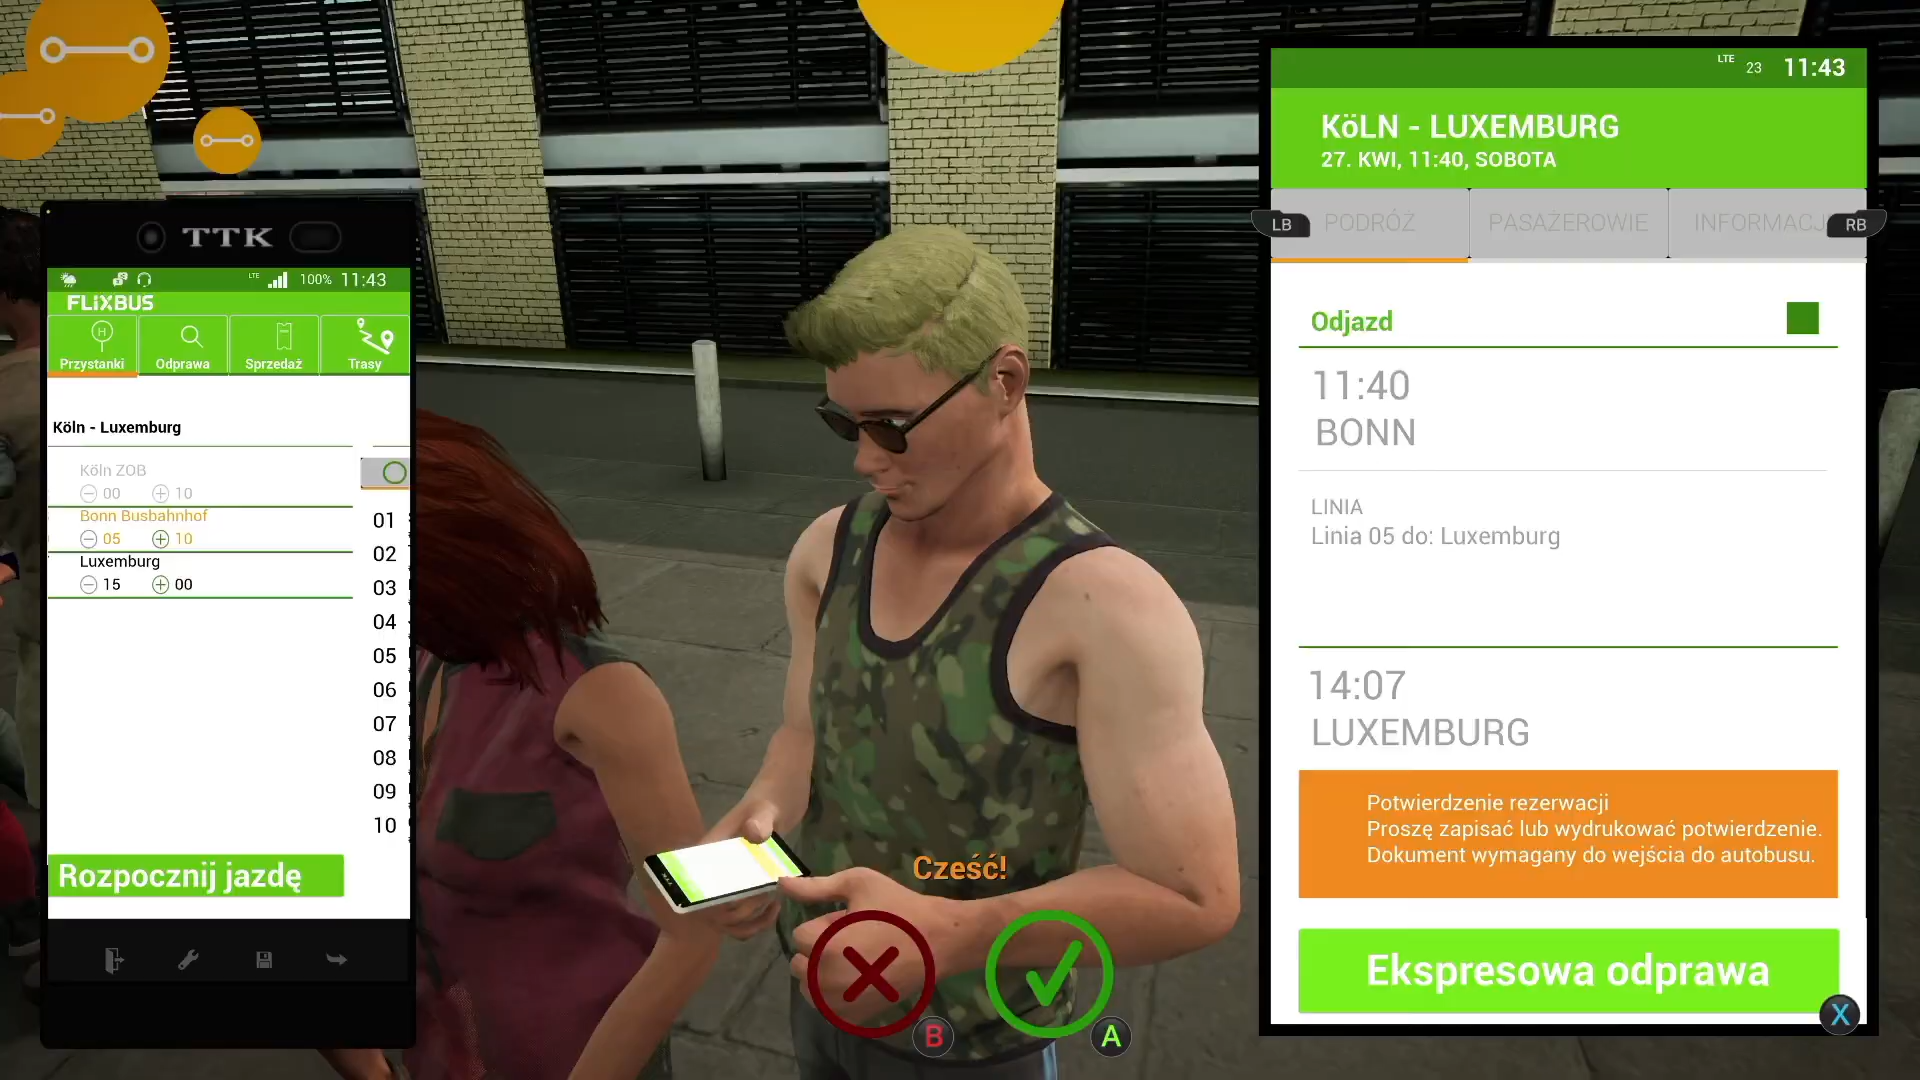 TTK
LTE 100% 11:43
FLiXBUS
Przystanki Odprawa Sprzedaż Trasy
Köln - Luxemburg
Köln ZOB
00 10
Bonn Busbahnhof
05 10
Luxemburg
15 00
01
02
03
04
05
06
07
08
09
10
Rozpocznij jazdę
Cześć!
B A
LTE 23 11:43
KöLN - LUXEMBURG
27. KWI, 11:40, SOBOTA
LB PODRÓŻ PASAŻEROWIE INFORMACJ RB
Odjazd
11:40
BONN
LINIA
Linia 05 do: Luxemburg
14:07
LUXEMBURG
Potwierdzenie rezerwacji
Proszę zapisać lub wydrukować potwierdzenie.
Dokument wymagany do wejścia do autobusu.
Ekspresowa odprawa
X